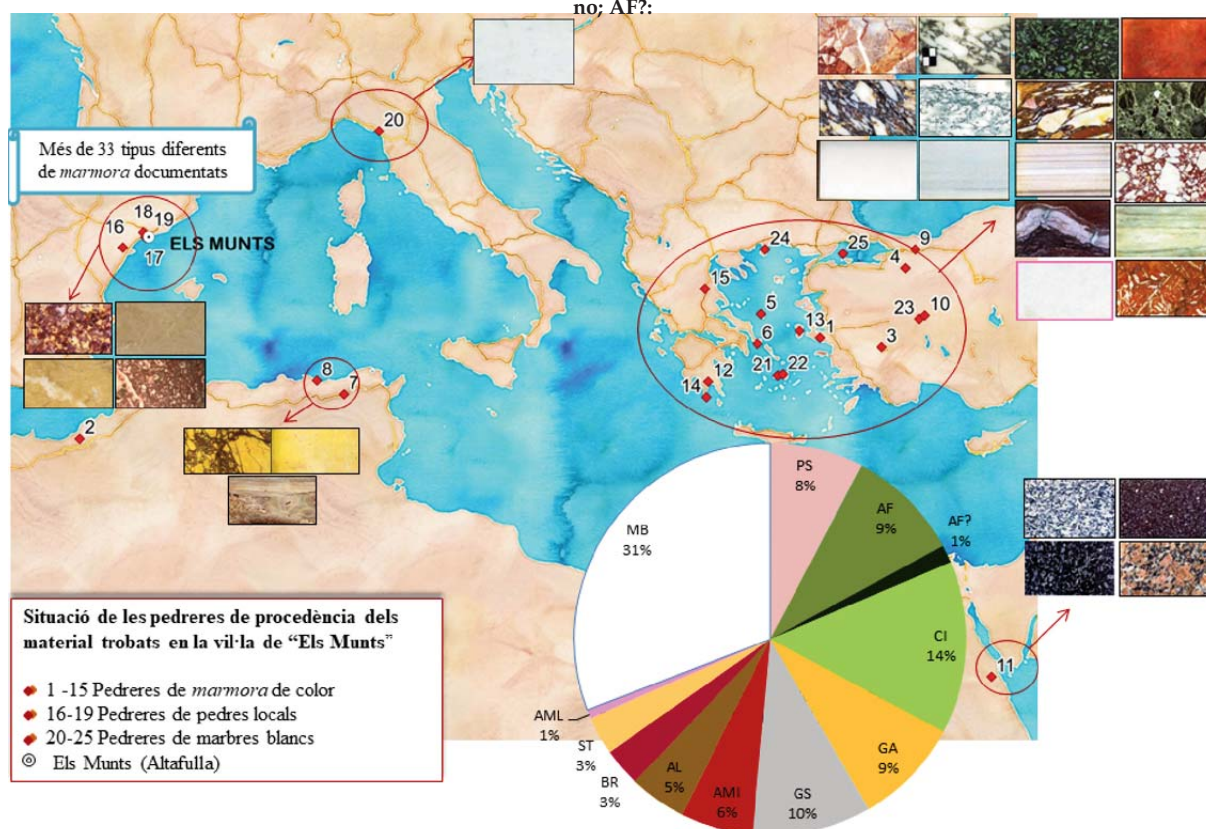 no; AF?:
Més de 33 tipus diferents
de marmora documentats
20
18
19
16
ELS MUNTS
17
24
25
9
4
15
5
23
10
13
1
6
3
21
22
12
14
8
7
2
11
PS
8%
AF
9%
AF?
1%
CI
14%
GA
9%
GS
10%
AMI
6%
AL
5%
BR
3%
ST
3%
AML
1%
MB
31%
Situació de les pedreres de procedència dels
material trobats en la vil·la de “Els Munts”
1 -15 Pedreres de marmora de color
16-19 Pedreres de pedres locals
20-25 Pedreres de marbres blancs
Els Munts (Altafulla)